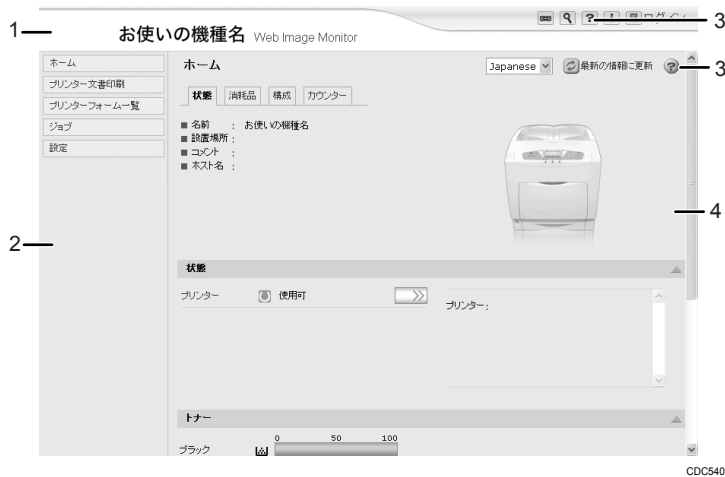 1
お使いの機種名 Web Image Monitor
ログイン
3
ホーム
プリンター文書印刷
プリンターフォーム一覧
ジョブ
設定
ホーム
Japanese
最新の情報に更新
3
状態 消耗品 構成 カウンター
名前 : お使いの機種名
設置場所 :
コメント :
ホスト名 :
4
2
状態
プリンター 使用可
プリンター :
トナー
0 50 100
ブラック
CDC540